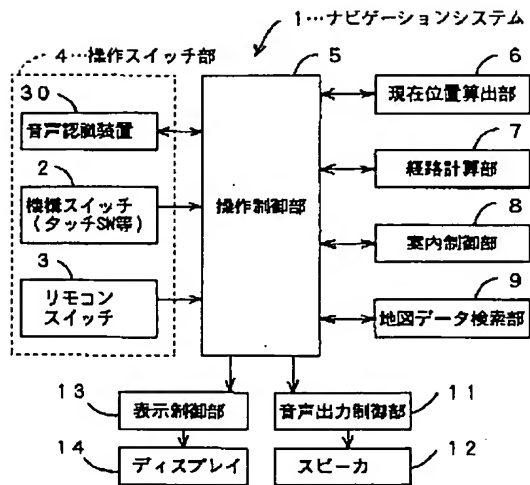 1…ナビゲーションシステム
4…操作スイッチ部
5
6
30
現在位置算出部
音声認識装置
7
2
経路計算部
機構スイッチ
(タッチSW等)
操作制御部
8
案内制御部
3
9
リモコン
スイッチ
地図データ検索部
13
11
表示制御部
音声出力制御部
14
12
ディスプレイ
スピーカ